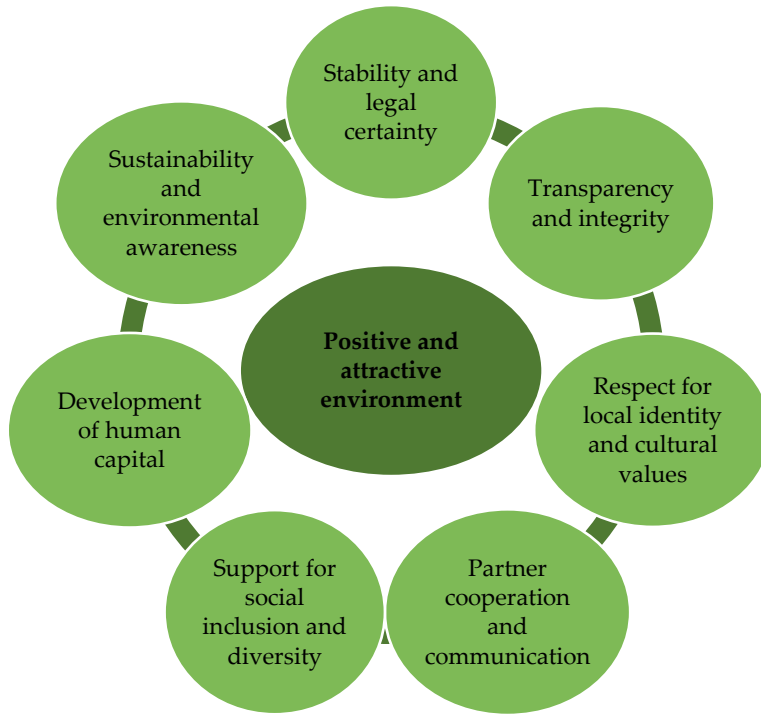 Stability and
legal
certainty
Transparency
and integrity
Respect for
local identity
and cultural
values
Partner
cooperation
and
communication
Support for
social
inclusion and
diversity
Development
of human
capital
Sustainability
and
environmental
awareness
Positive and
attractive
environment